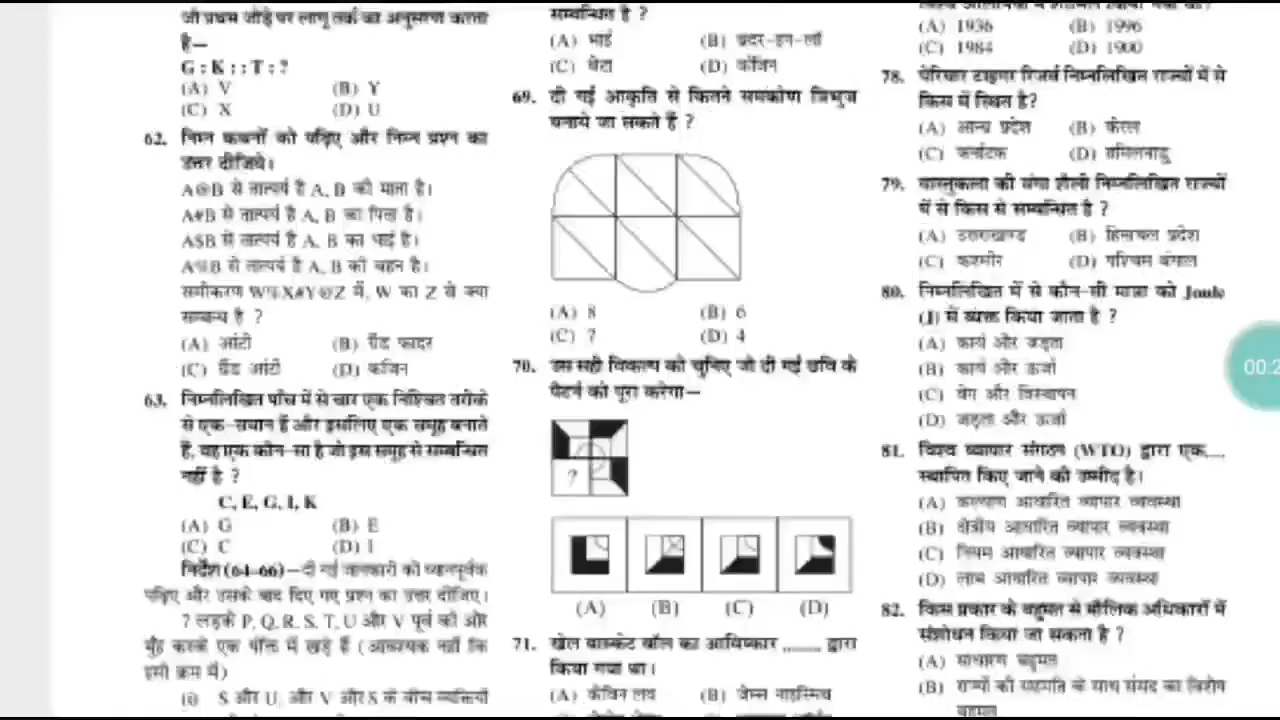 जो प्रथम जोड़े पर लागू तर्क का अनुसरण करता
है—
G : K : : T : ?
(A) V (B) Y
(C) X (D) U
62. निम्न कथनों को पढ़िए और निम्न प्रश्न का
उत्तर दीजिये।
A@B से तात्पर्य है A, B की माता है।
A#B से तात्पर्य है A, B का पिता है।
A$B से तात्पर्य है A, B का भाई है।
A%B से तात्पर्य है A, B की बहन है।
समीकरण W%X#Y@Z में, W का Z से क्या
सम्बन्ध है ?
(A) आंटी (B) ग्रैंड फादर
(C) ग्रैंड आंटी (D) कजिन
63. निम्नलिखित पाँच में से चार एक निश्चित तरीके
से एक-समान हैं और इसलिए एक समूह बनाते
हैं, वह एक कौन-सा है जो इस समूह से सम्बन्धित
नहीं है ?
C, E, G, I, K
(A) G (B) E
(C) C (D) I
निर्देश (64-66)—दी गई जानकारी को ध्यानपूर्वक
पढ़िए और उसके बाद दिए गए प्रश्न का उत्तर दीजिए।
7 लड़के P, Q, R, S, T, U और V पूर्व की ओर
मुँह करके एक पंक्ति में खड़े हैं (आवश्यक नहीं कि
इसी क्रम में)
(i) S और U, और V और S के बीच व्यक्तियों
सम्बन्धित है ?
(A) भाई (B) ब्रदर-इन-लॉ
(C) बेटा (D) कजिन
69. दी गई आकृति से कितने समकोण त्रिभुज
बनाये जा सकते हैं ?
(A) 8 (B) 6
(C) 7 (D) 4
70. उस सही विकल्प को चुनिए जो दी गई छवि के
पैटर्न को पूरा करेगा—
?
(A) (B) (C) (D)
71. खेल बास्केट बॉल का आविष्कार ........ द्वारा
किया गया था।
(A) केविन लव (B) जेम्स नाइस्मिथ
(A) 1936 (B) 1996
(C) 1984 (D) 1900
78. पेरियार टाइगर रिजर्व निम्नलिखित राज्यों में से
किस में स्थित है?
(A) आन्ध्र प्रदेश (B) केरल
(C) कर्नाटक (D) तमिलनाडु
79. वास्तुकला की बंगा शैली निम्नलिखित राज्यों
में से किस से सम्बन्धित है ?
(A) उत्तराखण्ड (B) हिमाचल प्रदेश
(C) कश्मीर (D) पश्चिम बंगाल
80. निम्नलिखित में से कौन-सी मात्रा को Joule
(J) में व्यक्त किया जाता है ?
(A) कार्य और जड़ता
(B) कार्य और ऊर्जा
(C) वेग और विस्थापन
(D) जड़ता और ऊर्जा
81. विश्व व्यापार संगठन (WTO) द्वारा एक....
स्थापित किए जाने की उम्मीद है।
(A) कल्याण आधारित व्यापार व्यवस्था
(B) क्षेत्रीय आधारित व्यापार व्यवस्था
(C) नियम आधारित व्यापार व्यवस्था
(D) लाभ आधारित व्यापार व्यवस्था
82. किस प्रकार के बहुमत से मौलिक अधिकारों में
संशोधन किया जा सकता है ?
(A) साधारण बहुमत
(B) राज्यों की सहमति के साथ संसद का विशेष
बहुमत
00:2